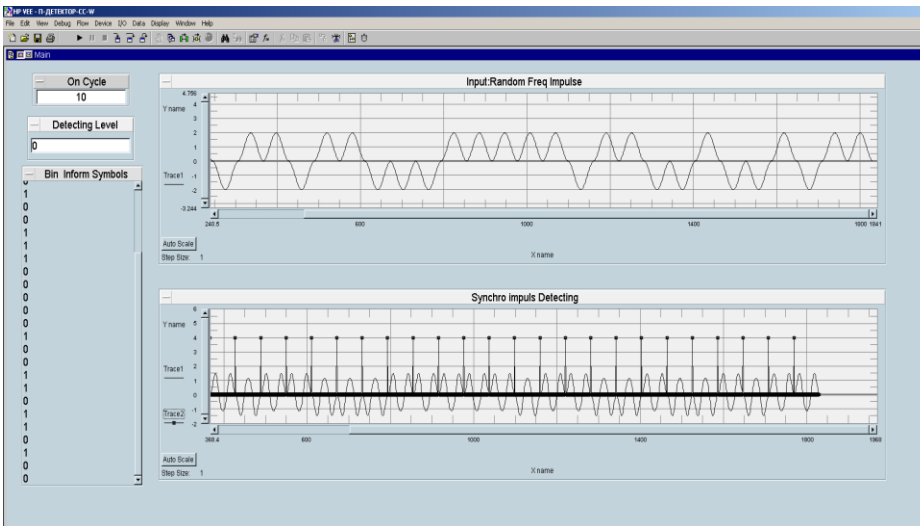 HP VEE - П-ДЕТЕКТОР-CC-W
File Edit View Debug Flow Device I/O Data Display Window Help
Main
On Cycle
10
Detecting Level
0
Bin Inform Symbols
1
0
0
1
1
1
0
0
0
0
0
1
0
0
1
1
0
1
1
0
0
1
0
0
Input:Random Freq Impulse
4.756
Y name
4
3
2
1
0
Trace1
-1
-2
-3.244
240.5 600 1000 1400 1800 1841
Auto Scale
Step Size: 1
X name
Synchro impuls Detecting
6
Y name
5
4
3
2
Trace1
1
0
Trace2
-1
-2
368.4 600 1000 1400 1800 1968
Auto Scale
Step Size: 1
X name